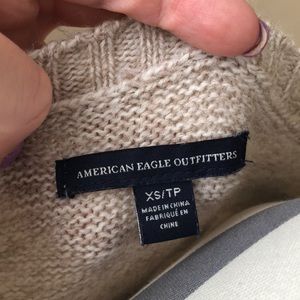 AMERICAN EAGLE OUTFITTERS
XS/TP
MADE IN CHINA
FABRIQUÉ EN
CHINE